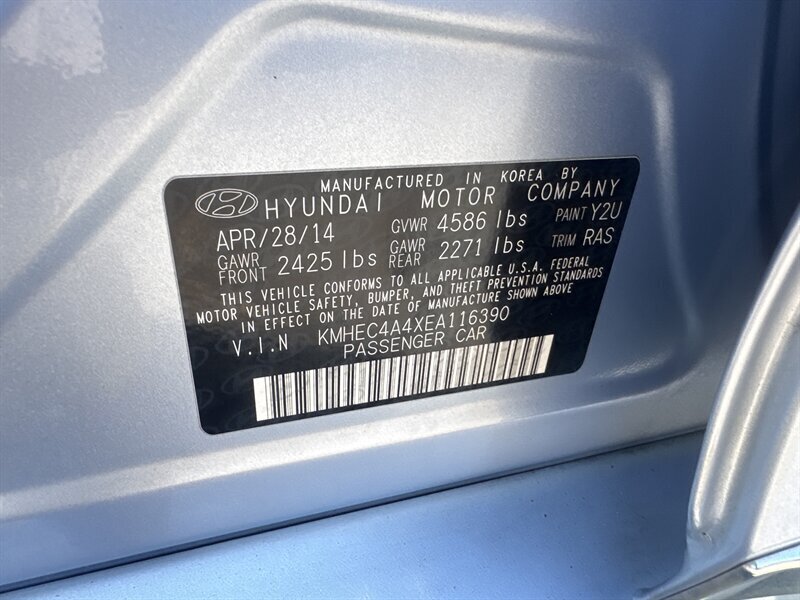 MANUFACTURED IN KOREA BY
HYUNDAI MOTOR COMPANY
APR/28/14 GVWR 4586 lbs PAINT Y2U
GAWR FRONT 2425 lbs GAWR REAR 2271 lbs TRIM RAS
THIS VEHICLE CONFORMS TO ALL APPLICABLE U.S.A. FEDERAL
MOTOR VEHICLE SAFETY, BUMPER, AND THEFT PREVENTION STANDARDS
IN EFFECT ON THE DATE OF MANUFACTURE SHOWN ABOVE
V.I.N KMHEC4A4XEA116390
PASSENGER CAR